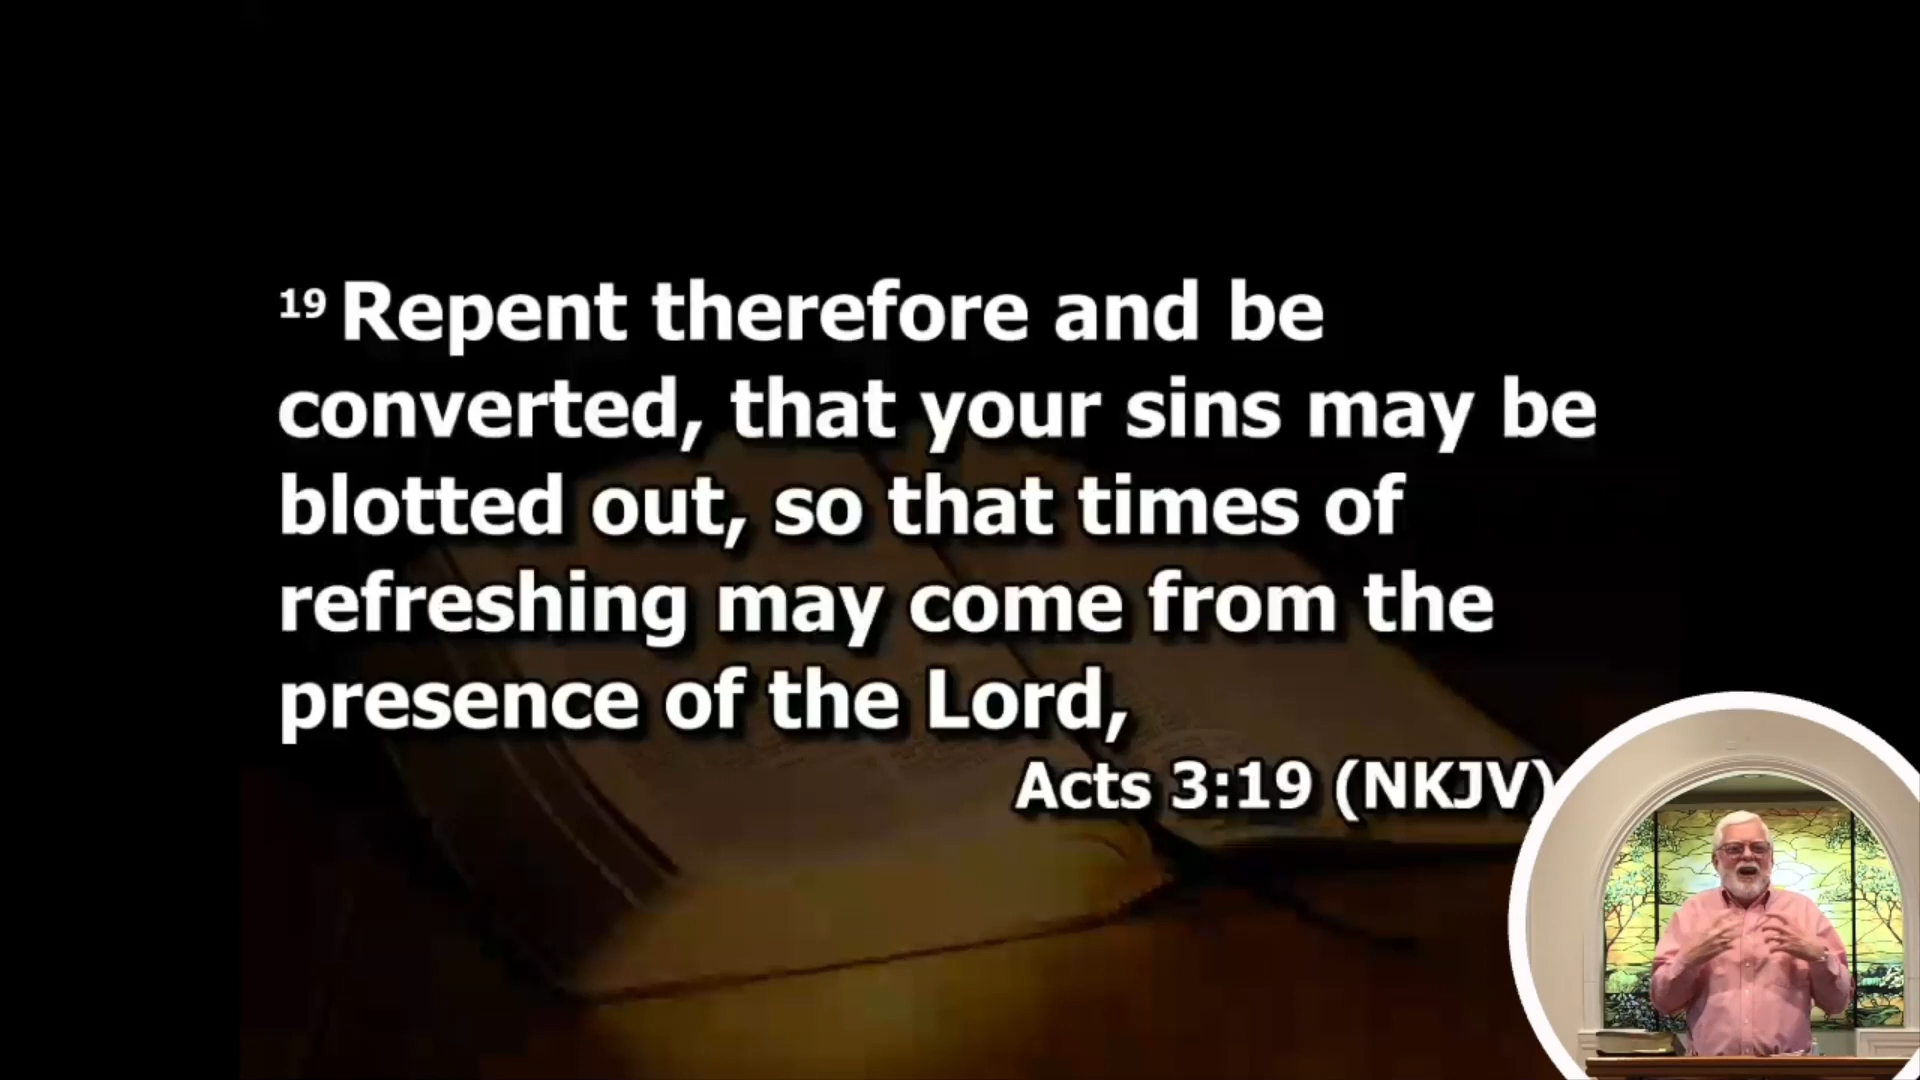 19 Repent therefore and be
converted, that your sins may be
blotted out, so that times of
refreshing may come from the
presence of the Lord,
Acts 3:19 (NKJV)